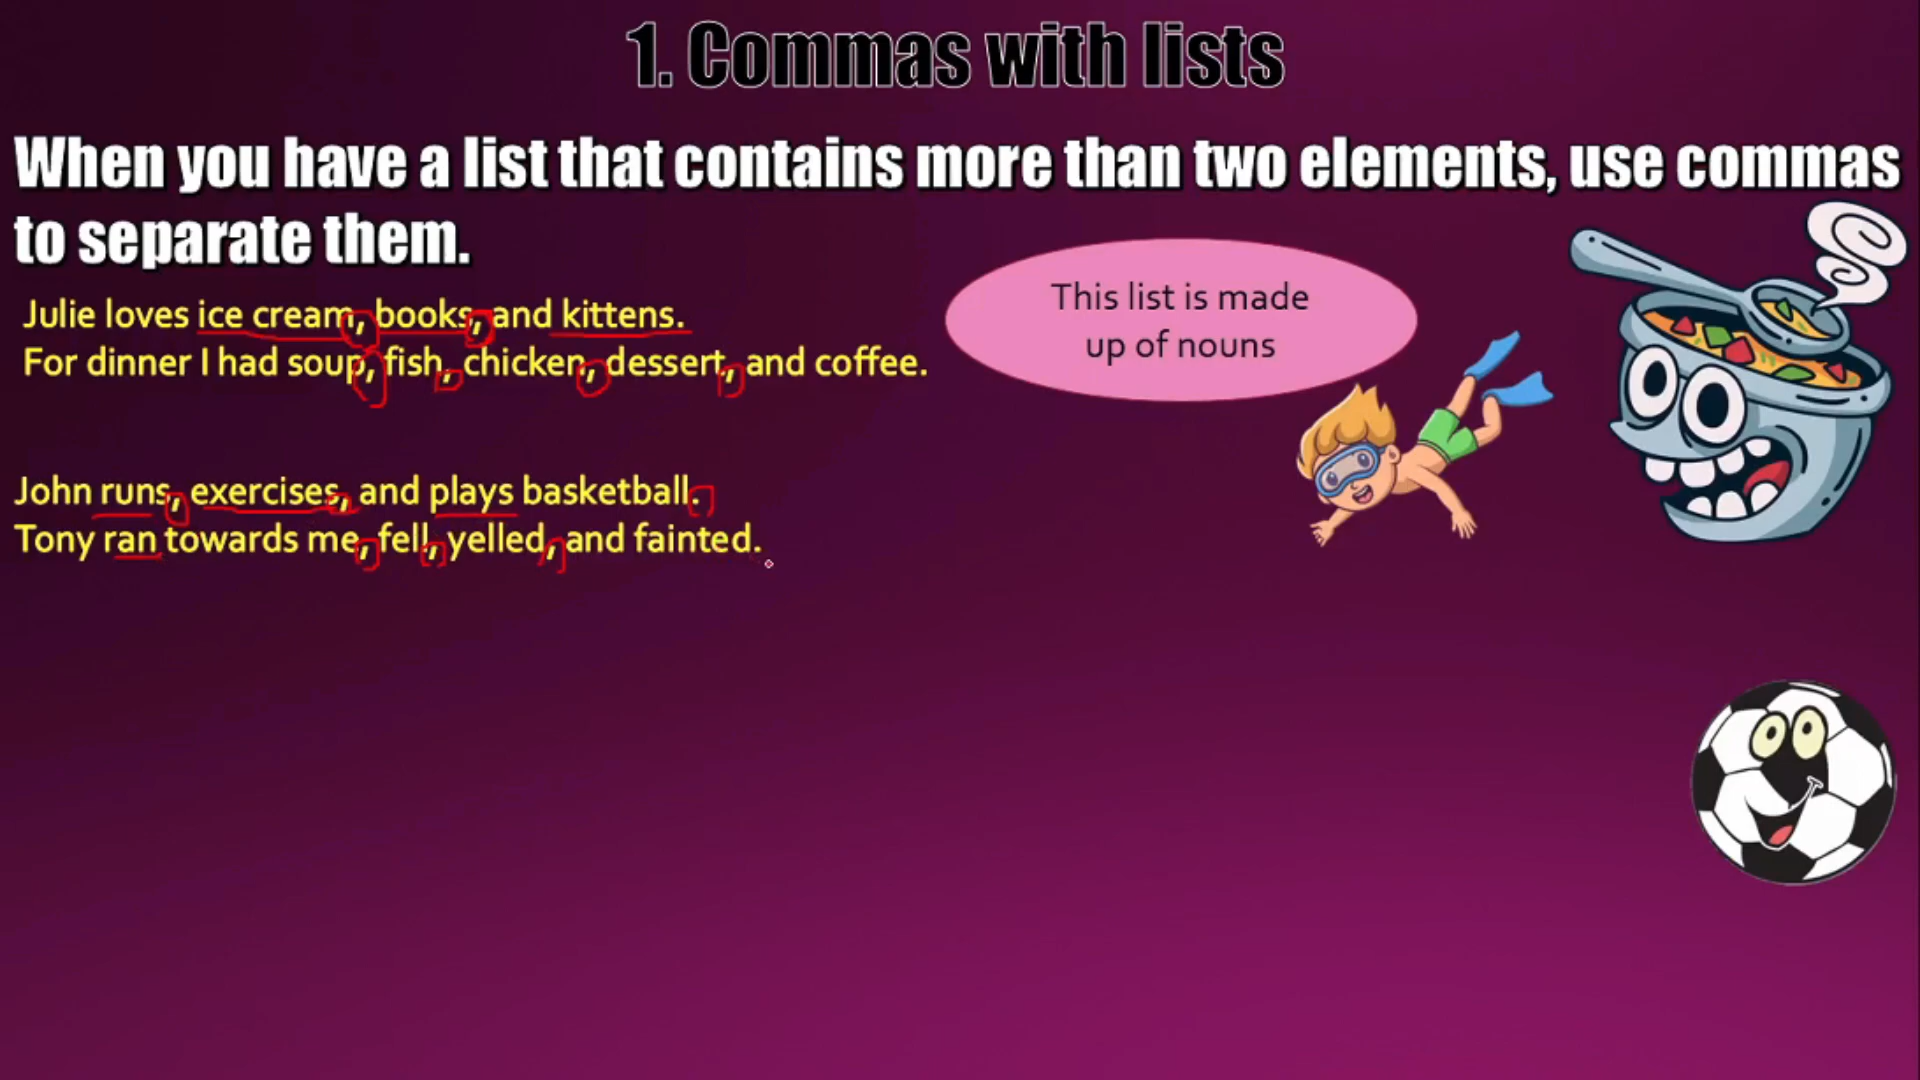 1. Commas with lists
When you have a list that contains more than two elements, use commas
to separate them.
Julie loves ice cream, books, and kittens.
For dinner I had soup, fish, chicken, dessert, and coffee.
This list is made
up of nouns
John runs, exercises, and plays basketball.
Tony ran towards me, fell, yelled, and fainted.